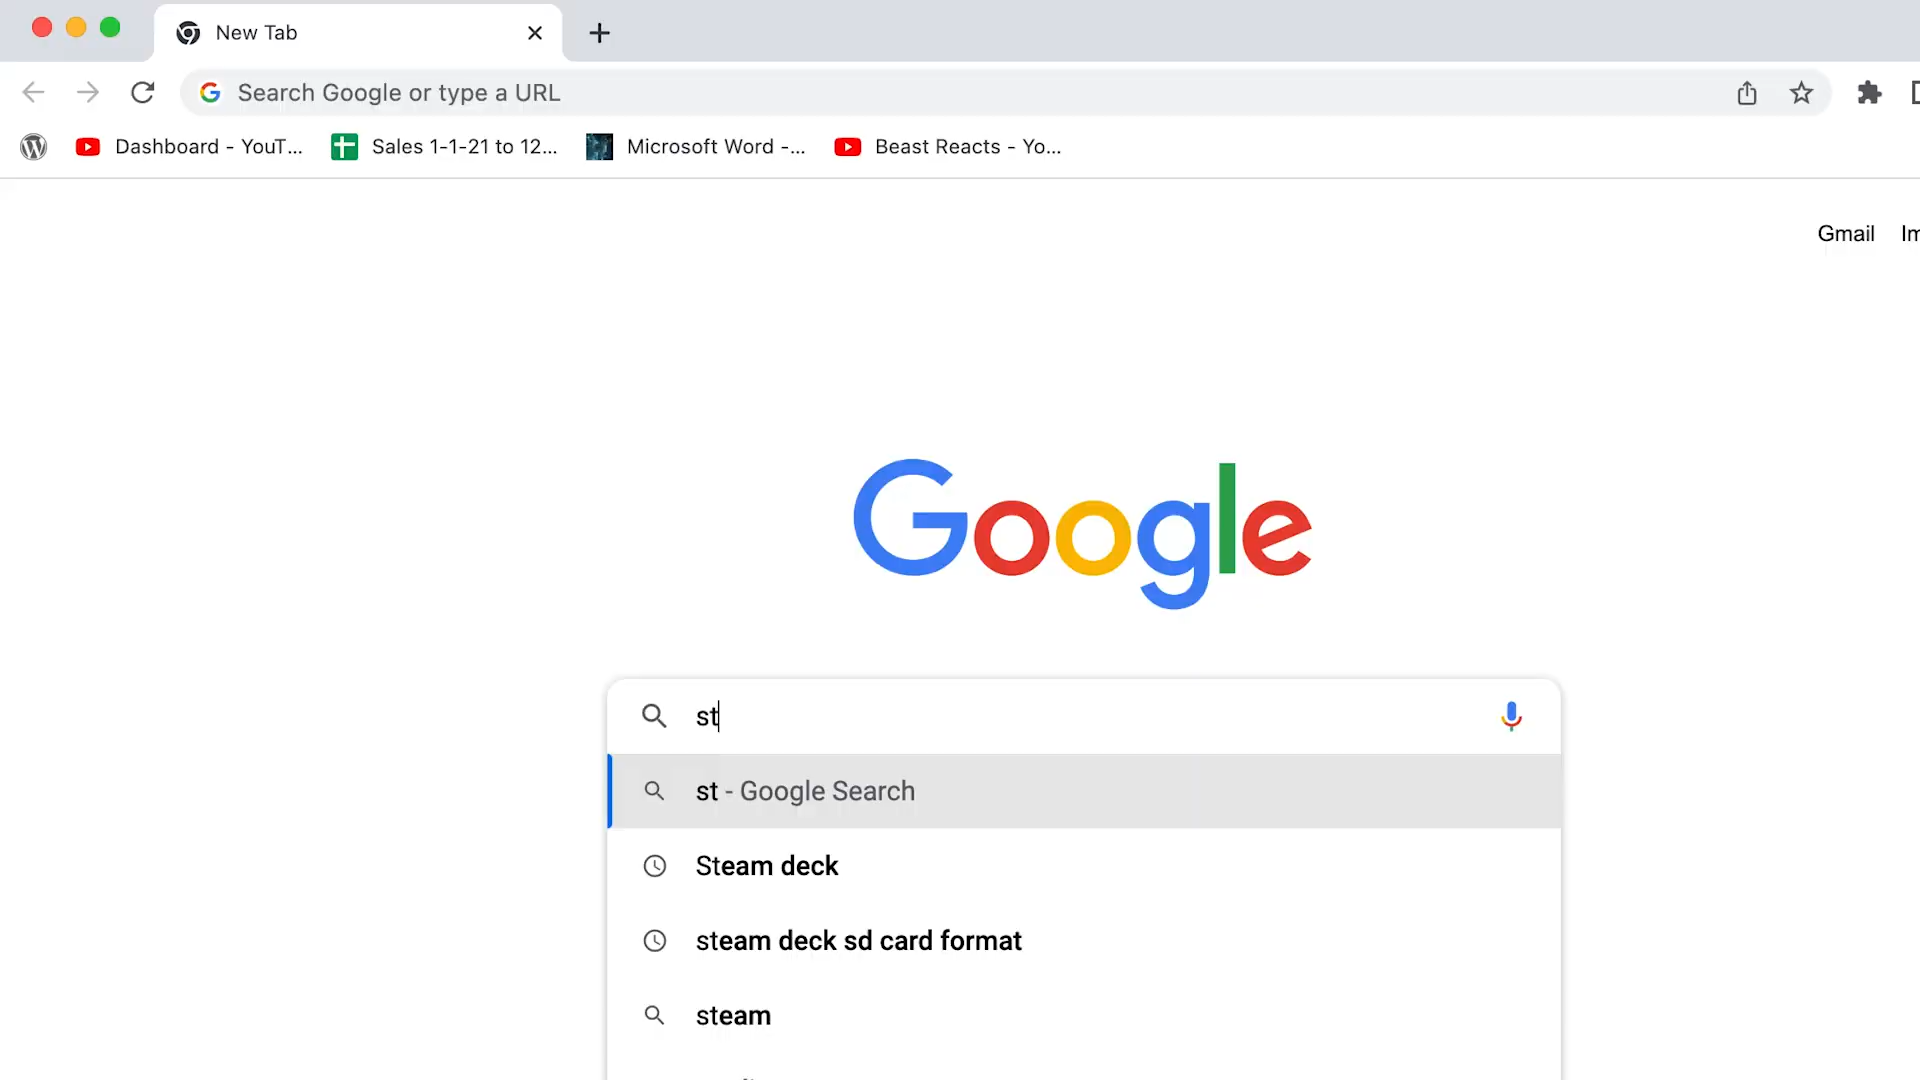 New Tab
Search Google or type a URL
Dashboard - YouT... Sales 1-1-21 to 12... Microsoft Word -... Beast Reacts - Yo...
Gmail
Google
st
st - Google Search
Steam deck
steam deck sd card format
steam